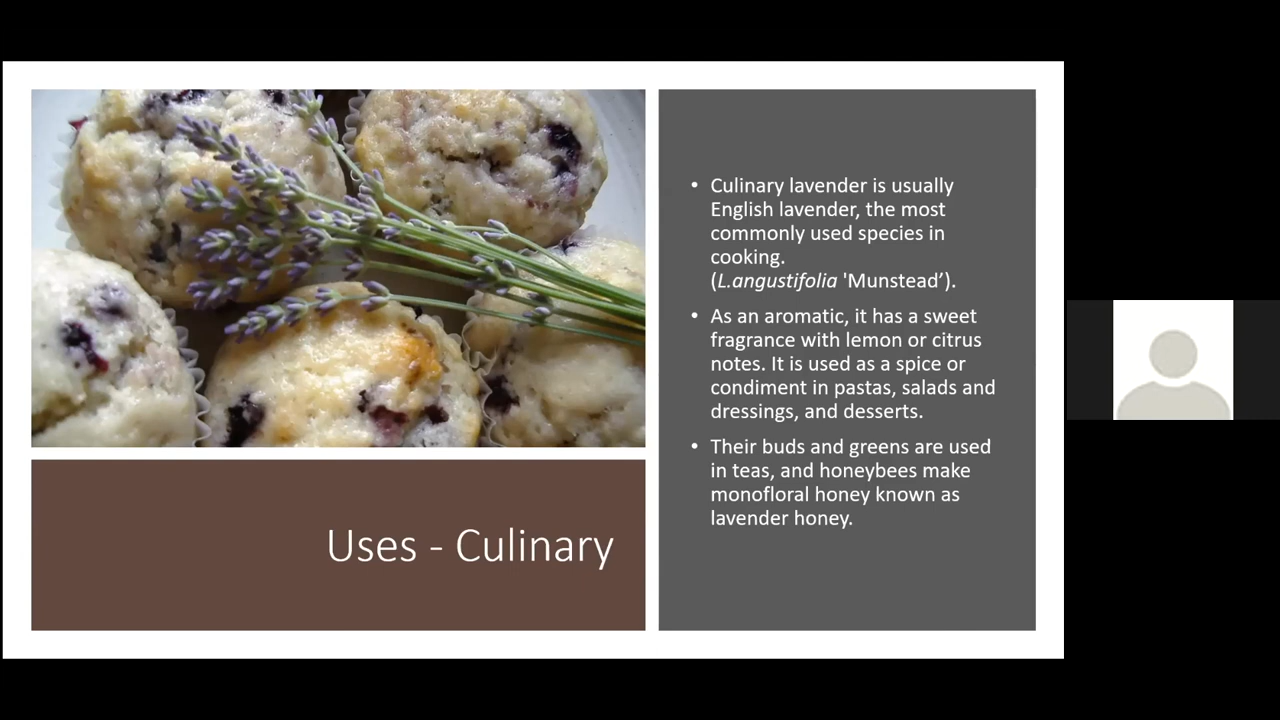 Uses - Culinary
• Culinary lavender is usually
English lavender, the most
commonly used species in
cooking.
(L.angustifolia 'Munstead’).
• As an aromatic, it has a sweet
fragrance with lemon or citrus
notes. It is used as a spice or
condiment in pastas, salads and
dressings, and desserts.
• Their buds and greens are used
in teas, and honeybees make
monofloral honey known as
lavender honey.